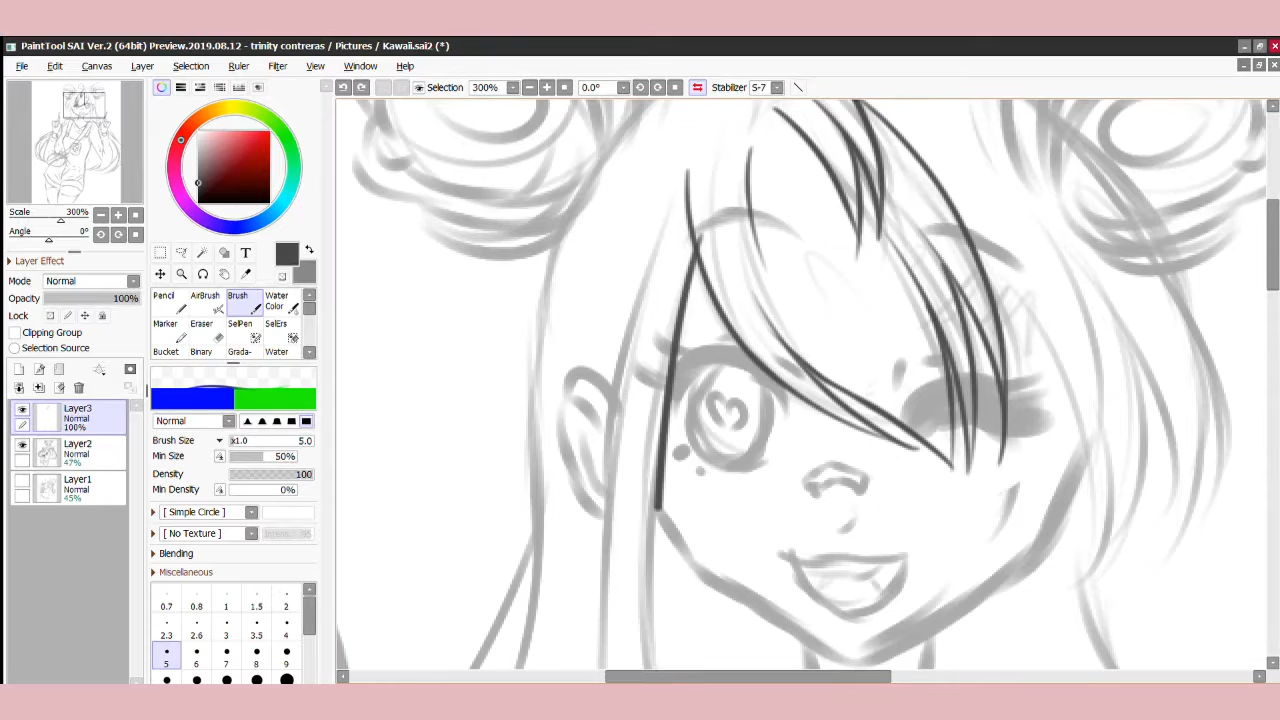 PaintTool SAI Ver.2 (64bit) Preview.2019.08.12 - trinity contreras / Pictures / Kawaii.sai2 (*)
File Edit Canvas Layer Selection Ruler Filter View Window Help
Selection 300% 0.0° Stabilizer S-7
Scale 300%
Angle 0°
Layer Effect
Mode Normal
Opacity 100%
Lock
Clipping Group
Selection Source
Layer3
Normal
100%
Layer2
Normal
47%
Layer1
Normal
45%
T
Pencil AirBrush Brush Water Color
Marker Eraser SelPen SelErs
Bucket Binary Grada- Water
Normal
Brush Size x1.0 5.0
Min Size 50%
Density 100
Min Density 0%
[ Simple Circle ]
[ No Texture ]
Blending
Miscellaneous
0.7 0.8 1 1.5 2
2.3 2.6 3 3.5 4
5 6 7 8 9